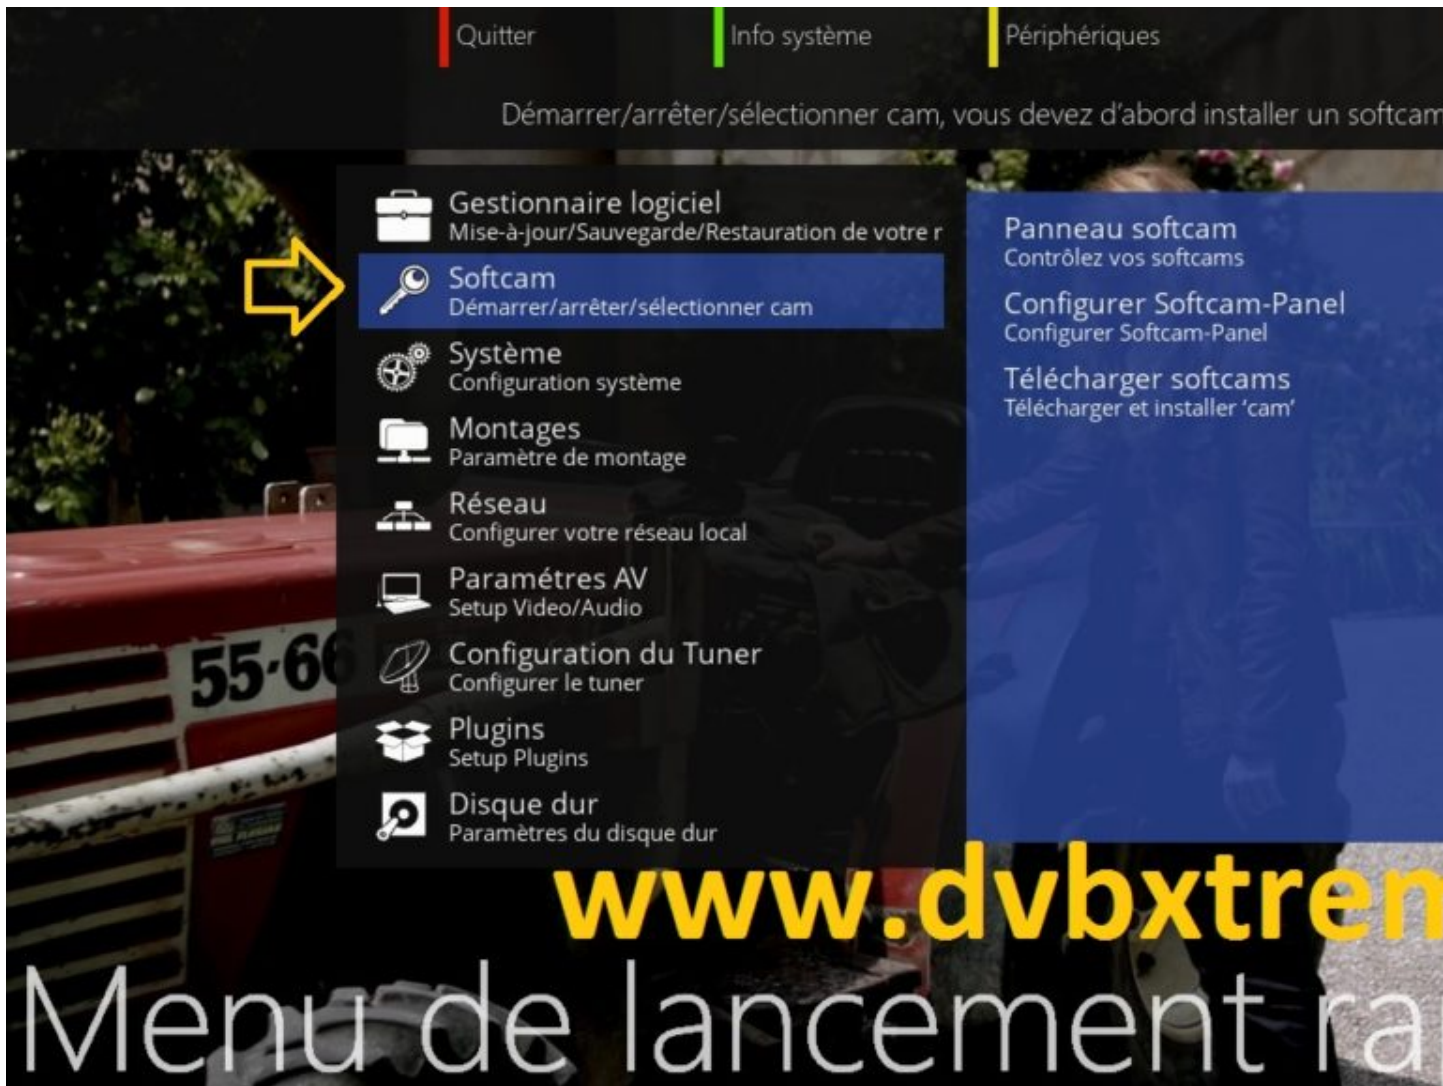 Quitter
Info système
Périphériques
Démarrer/arrêter/sélectionner cam, vous devez d'abord installer un softcam
Gestionnaire logiciel
Mise-à-jour/Sauvegarde/Restauration de votre r
Softcam
Démarrer/arrêter/sélectionner cam
Système
Configuration système
Montages
Paramètre de montage
Réseau
Configurer votre réseau local
Paramétres AV
Setup Video/Audio
Configuration du Tuner
Configurer le tuner
Plugins
Setup Plugins
Disque dur
Paramètres du disque dur
Panneau softcam
Contrôlez vos softcams
Configurer Softcam-Panel
Configurer Softcam-Panel
Télécharger softcams
Télécharger et installer ‘cam’
55-66
www.dvbxtrem
Menu de lancement ra